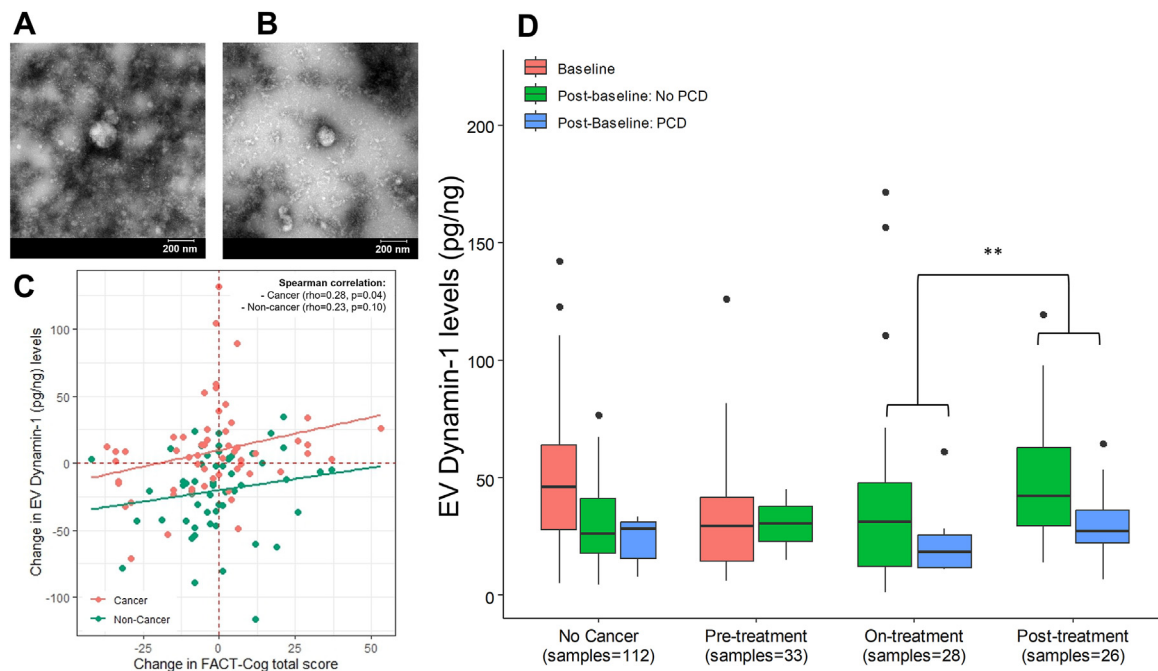 A
B
200 nm
200 nm
C
Spearman correlation:
- Cancer (rho=0.28, p=0.04)
- Non-cancer (rho=0.23, p=0.10)
Change in EV Dynamin-1 (pg/ng) levels
100
50
0
-50
-100
Cancer
Non-Cancer
-25
0
25
50
Change in FACT-Cog total score
D
Baseline
Post-baseline: No PCD
Post-Baseline: PCD
EV Dynamin-1 levels (pg/ng)
200
150
100
50
0
**
No Cancer
(samples=112)
Pre-treatment
(samples=33)
On-treatment
(samples=28)
Post-treatment
(samples=26)